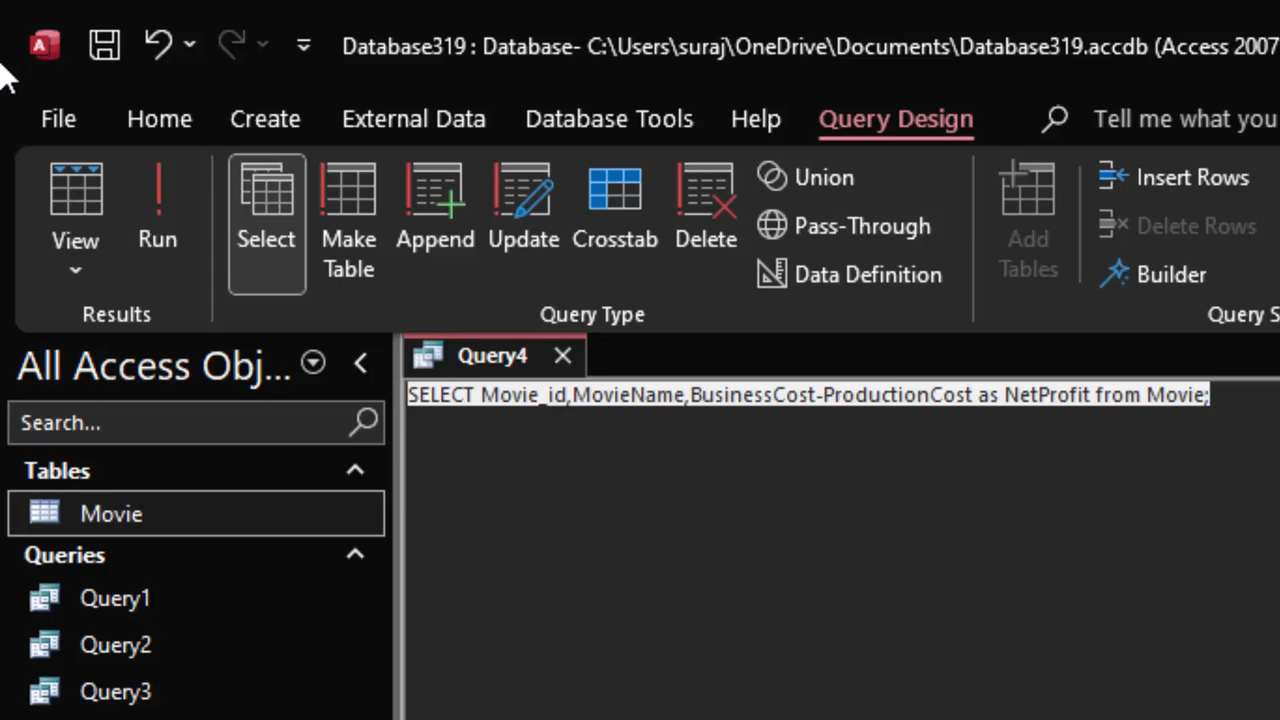 Database319 : Database- C:\Users\suraj\OneDrive\Documents\Database319.accdb (Access 2007
File Home Create External Data Database Tools Help Query Design Tell me what you
View Run Select Make Table Append Update Crosstab Delete Union Pass-Through Data Definition Add Tables Insert Rows Delete Rows Builder
Results Query Type Query S
All Access Obj...
Search...
Tables
Movie
Queries
Query1
Query2
Query3
Query4
SELECT Movie_id,MovieName,BusinessCost-ProductionCost as NetProfit from Movie;